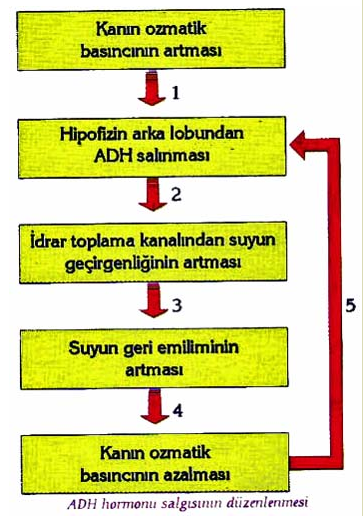 Kanın ozmatik
basıncının artması
1
Hipofizin arka lobundan
ADH salınması
2
İdrar toplama kanalından suyun
geçirgenliğinin artması
3
5
Suyun geri emiliminin
artması
4
Kanın ozmatik
basıncının azalması
ADH hormonu salgısının düzenlenmesi